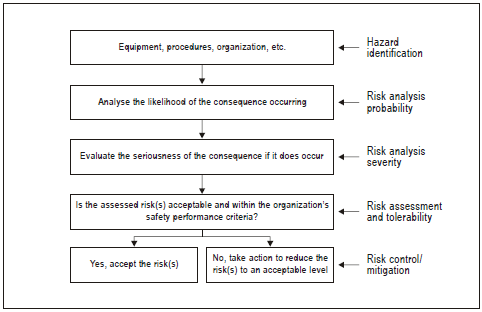 Equipment, procedures, organization, etc.
Hazard
identification
Analyse the likelihood of the consequence occurring
Risk analysis
probability
Evaluate the seriousness of the consequence if it does occur
Risk analysis
severity
Is the assessed risk(s) acceptable and within the organization's
safety performance criteria?
Risk assessment
and tolerability
Yes, accept the risk(s)
No, take action to reduce the
risk(s) to an acceptable level
Risk control/
mitigation